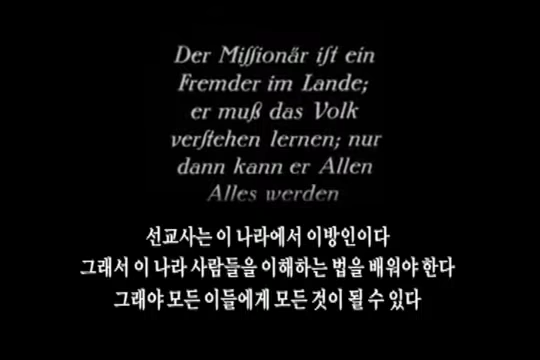 Der Miſſionär iſt ein
Fremder im Lande;
er muß das Volk
verſtehen lernen; nur
dann kann er Allen
Alles werden
선교사는 이 나라에서 이방인이다
그래서 이 나라 사람들을 이해하는 법을 배워야 한다
그래야 모든 이들에게 모든 것이 될 수 있다